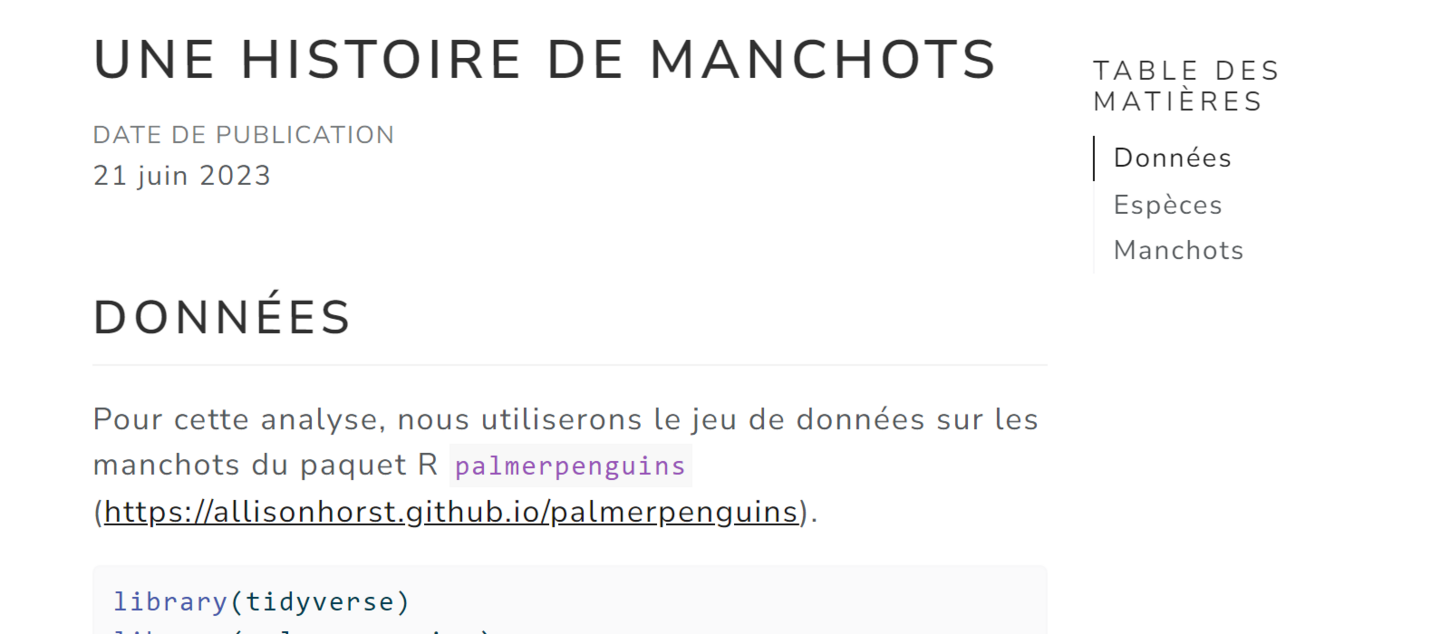 UNE HISTOIRE DE MANCHOTS
DATE DE PUBLICATION
21 juin 2023
DONNÉES
Pour cette analyse, nous utiliserons le jeu de données sur les
manchots du paquet R palmerpenguins
(https://allisonhorst.github.io/palmerpenguins).
library(tidyverse)
TABLE DES
MATIÈRES
Données
Espèces
Manchots